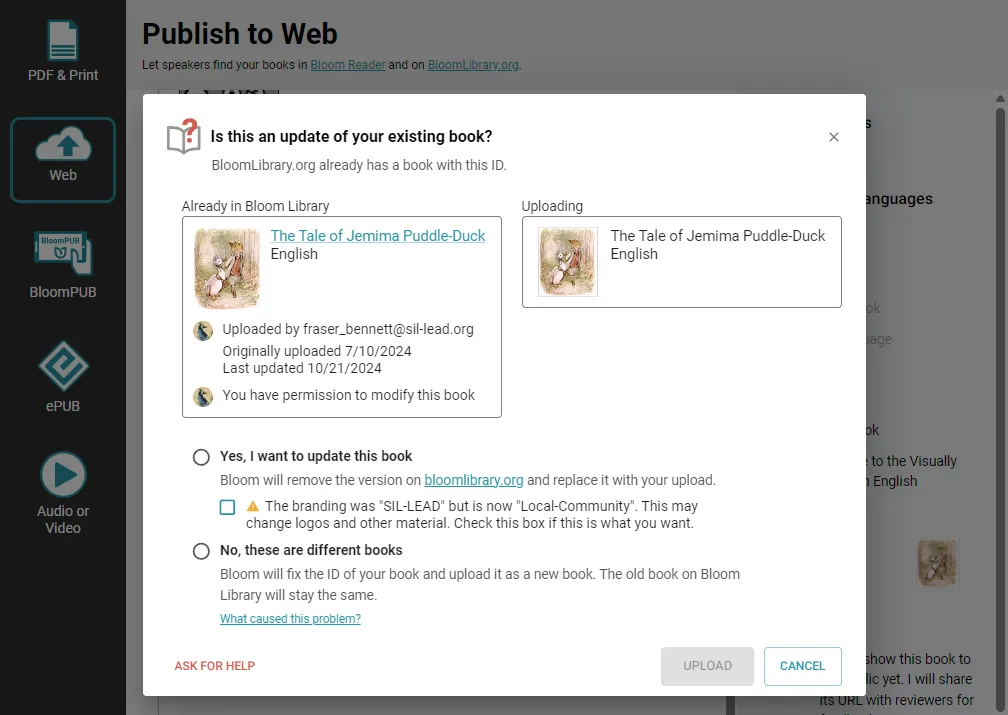 Publish to Web
Let speakers find your books in Bloom Reader and on BloomLibrary.org.
PDF & Print
Web
BloomPUB
BloomPUB
ePUB
Audio or
Video
Is this an update of your existing book?
BloomLibrary.org already has a book with this ID.
Already in Bloom Library
The Tale of Jemima Puddle-Duck
English
Uploaded by fraser_bennett@sil-lead.org
Originally uploaded 7/10/2024
Last updated 10/21/2024
You have permission to modify this book
Uploading
The Tale of Jemima Puddle-Duck
English
Yes, I want to update this book
Bloom will remove the version on bloomlibrary.org and replace it with your upload.
The branding was "SIL-LEAD" but is now "Local-Community". This may
change logos and other material. Check this box if this is what you want.
No, these are different books
Bloom will fix the ID of your book and upload it as a new book. The old book on Bloom
Library will stay the same.
What caused this problem?
ASK FOR HELP
UPLOAD
CANCEL
to the Visually
English
show this book to
yet. I will share
its URL with reviewers for